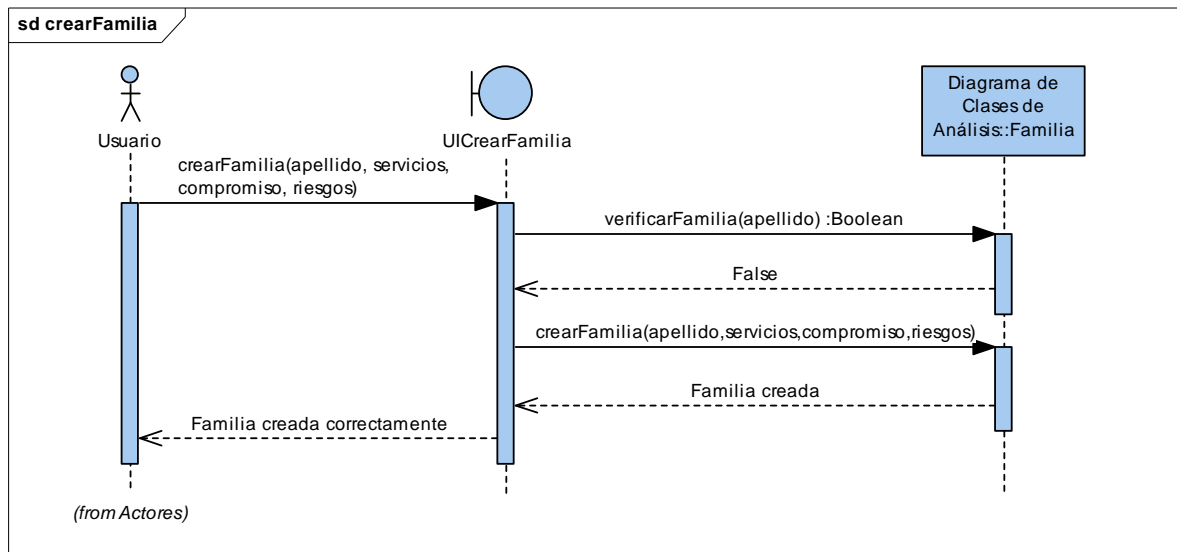 sd crearFamilia
Usuario
UICrearFamilia
Diagrama de
Clases de
Análisis::Familia
crearFamilia(apellido, servicios,
compromiso, riesgos)
verificarFamilia(apellido) :Boolean
False
crearFamilia(apellido,servicios,compromiso,riesgos)
Familia creada
Familia creada correctamente
(from Actores)